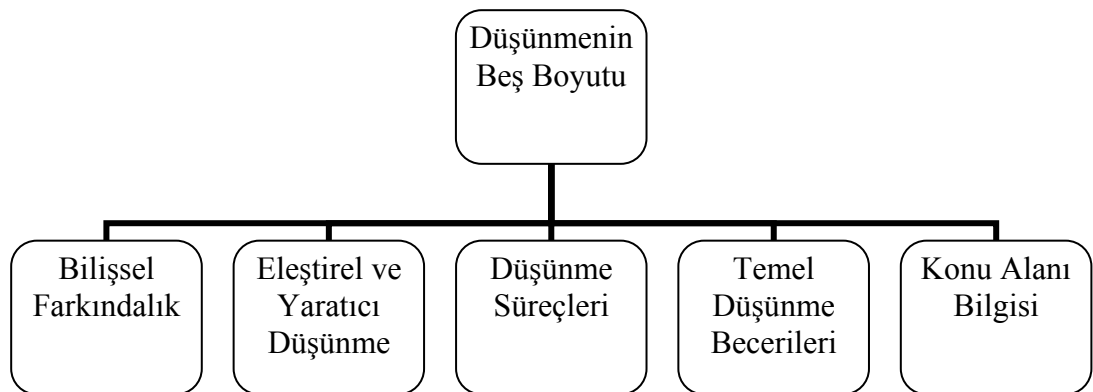 Düşünmenin
Beş Boyutu
Bilişsel
Farkındalık
Eleştirel ve
Yaratıcı
Düşünme
Düşünme
Süreçleri
Temel
Düşünme
Becerileri
Konu Alanı
Bilgisi